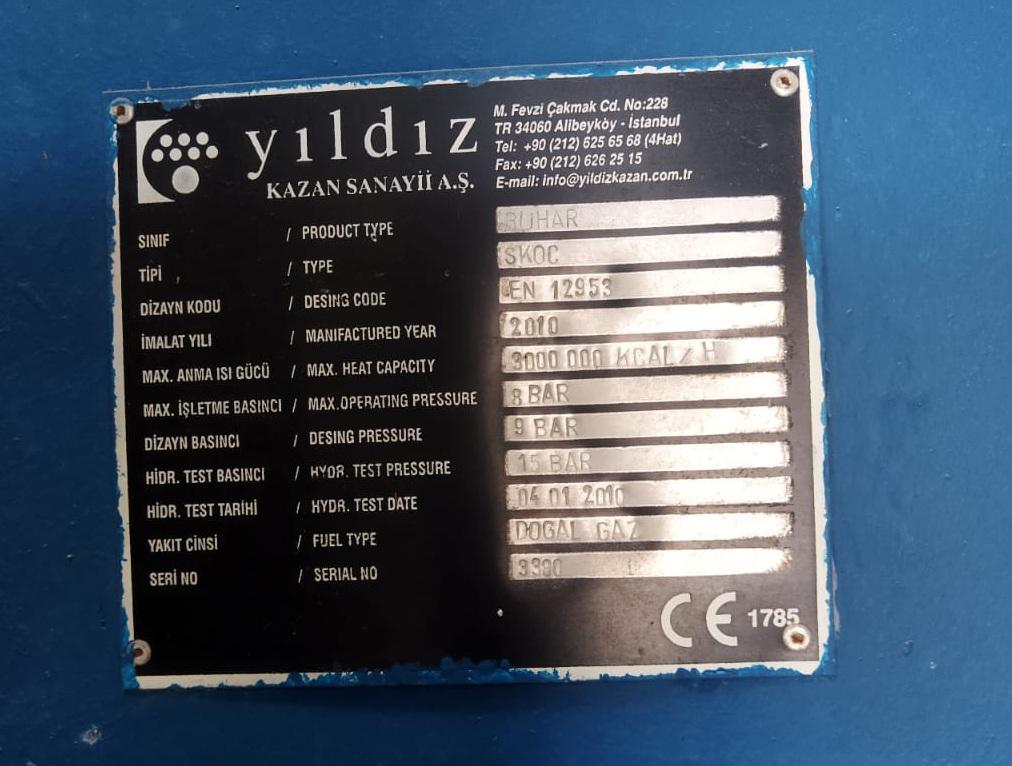 yıldız
KAZAN SANAYİİ A.Ş.
M. Fevzi Çakmak Cd. No:228
TR 34060 Alibeyköy - İstanbul
Tel: +90 (212) 625 65 68 (4Hat)
Fax: +90 (212) 626 25 15
E-mail: info@yildizkazan.com.tr
SINIF / PRODUCT TYPE BUHAR
TİPİ / TYPE SKOC
DİZAYN KODU / DESING CODE EN 12953
İMALAT YILI / MANIFACTURED YEAR 2010
MAX. ANMA ISI GÜCÜ / MAX. HEAT CAPACITY 3000 000 KCAL/H
MAX. İŞLETME BASINCI / MAX.OPERATING PRESSURE 8 BAR
DİZAYN BASINCI / DESING PRESSURE 9 BAR
HİDR. TEST BASINCI / HYDR. TEST PRESSURE 15 BAR
HİDR. TEST TARİHİ / HYDR. TEST DATE 04 01 2010
YAKIT CİNSİ / FUEL TYPE DOGAL GAZ
SERİ NO / SERIAL NO 3390
CE 1785